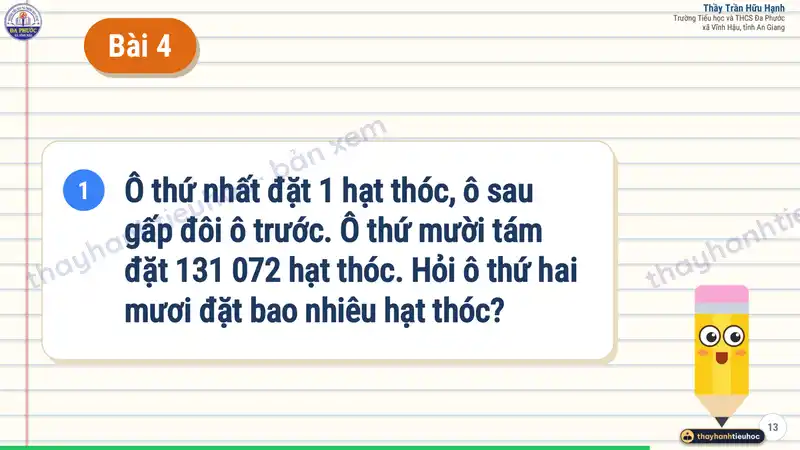 Thầy Trần Hữu Hạnh
Trường Tiểu học và THCS Đa Phước
xã Vĩnh Hậu, tỉnh An Giang
ĐA PHƯỚC
Bài 4
1
Ô thứ nhất đặt 1 hạt thóc, ô sau
gấp đôi ô trước. Ô thứ mười tám
đặt 131 072 hạt thóc. Hỏi ô thứ hai
mươi đặt bao nhiêu hạt thóc?
thayhanhtieuhoc
13